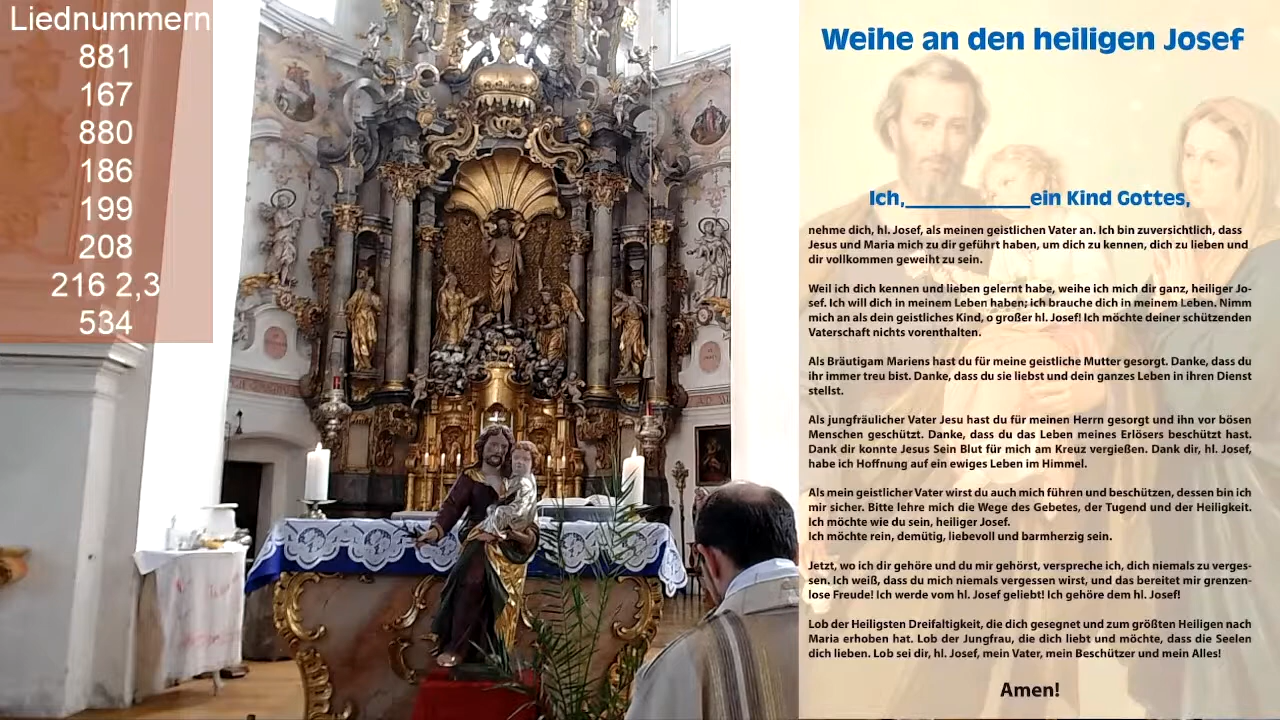 Liednummern
881
167
880
186
199
208
216 2,3
534
Weihe an den heiligen Josef
Ich,____________ein Kind Gottes,
nehme dich, hl. Josef, als meinen geistlichen Vater an. Ich bin zuversichtlich, dass
Jesus und Maria mich zu dir geführt haben, um dich zu kennen, dich zu lieben und
dir vollkommen geweiht zu sein.
Weil ich dich kennen und lieben gelernt habe, weihe ich mich dir ganz, heiliger Jo-
sef. Ich will dich in meinem Leben haben; ich brauche dich in meinem Leben. Nimm
mich an als dein geistliches Kind, o großer hl. Josef! Ich möchte deiner schützenden
Vaterschaft nichts vorenthalten.
Als Bräutigam Mariens hast du für meine geistliche Mutter gesorgt. Danke, dass du
ihr immer treu bist. Danke, dass du sie liebst und dein ganzes Leben in ihren Dienst
stellst.
Als jungfräulicher Vater Jesu hast du für meinen Herrn gesorgt und ihn vor bösen
Menschen geschützt. Danke, dass du das Leben meines Erlösers beschützt hast.
Dank dir konnte Jesus Sein Blut für mich am Kreuz vergießen. Dank dir, hl. Josef,
habe ich Hoffnung auf ein ewiges Leben im Himmel.
Als mein geistlicher Vater wirst du auch mich führen und beschützen, dessen bin ich
mir sicher. Bitte lehre mich die Wege des Gebetes, der Tugend und der Heiligkeit.
Ich möchte wie du sein, heiliger Josef.
Ich möchte rein, demütig, liebevoll und barmherzig sein.
Jetzt, wo ich dir gehöre und du mir gehörst, verspreche ich, dich niemals zu verges-
sen. Ich weiß, dass du mich niemals vergessen wirst, und das bereitet mir grenzen-
lose Freude! Ich werde vom hl. Josef geliebt! Ich gehöre dem hl. Josef!
Lob der Heiligsten Dreifaltigkeit, die dich gesegnet und zum größten Heiligen nach
Maria erhoben hat. Lob der Jungfrau, die dich liebt und möchte, dass die Seelen
dich lieben. Lob sei dir, hl. Josef, mein Vater, mein Beschützer und mein Alles!
Amen!